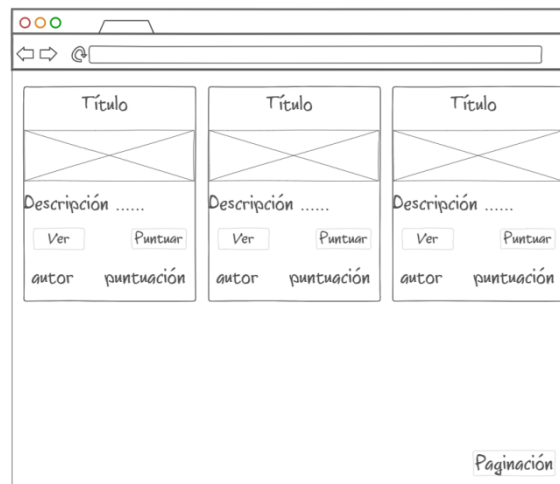 Título Título Título
Descripción ...... Descripción ...... Descripción ......
Ver Puntuar Ver Puntuar Ver Puntuar
autor puntuación autor puntuación autor puntuación
Paginación